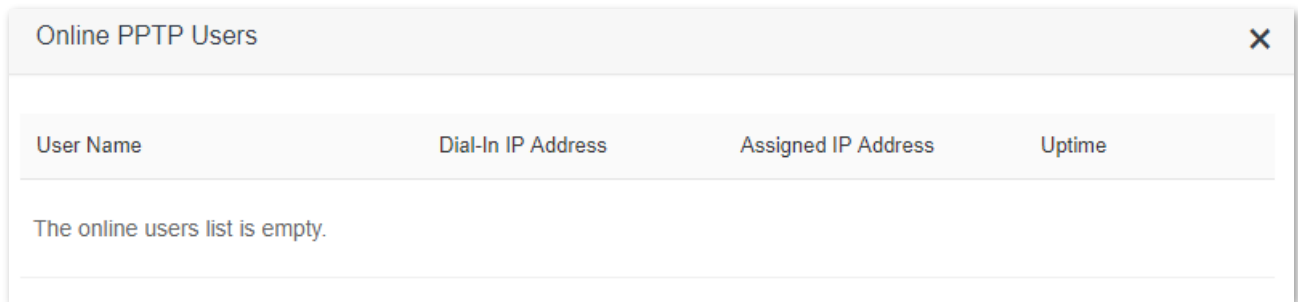 Online PPTP Users
User Name Dial-In IP Address Assigned IP Address Uptime
The online users list is empty.